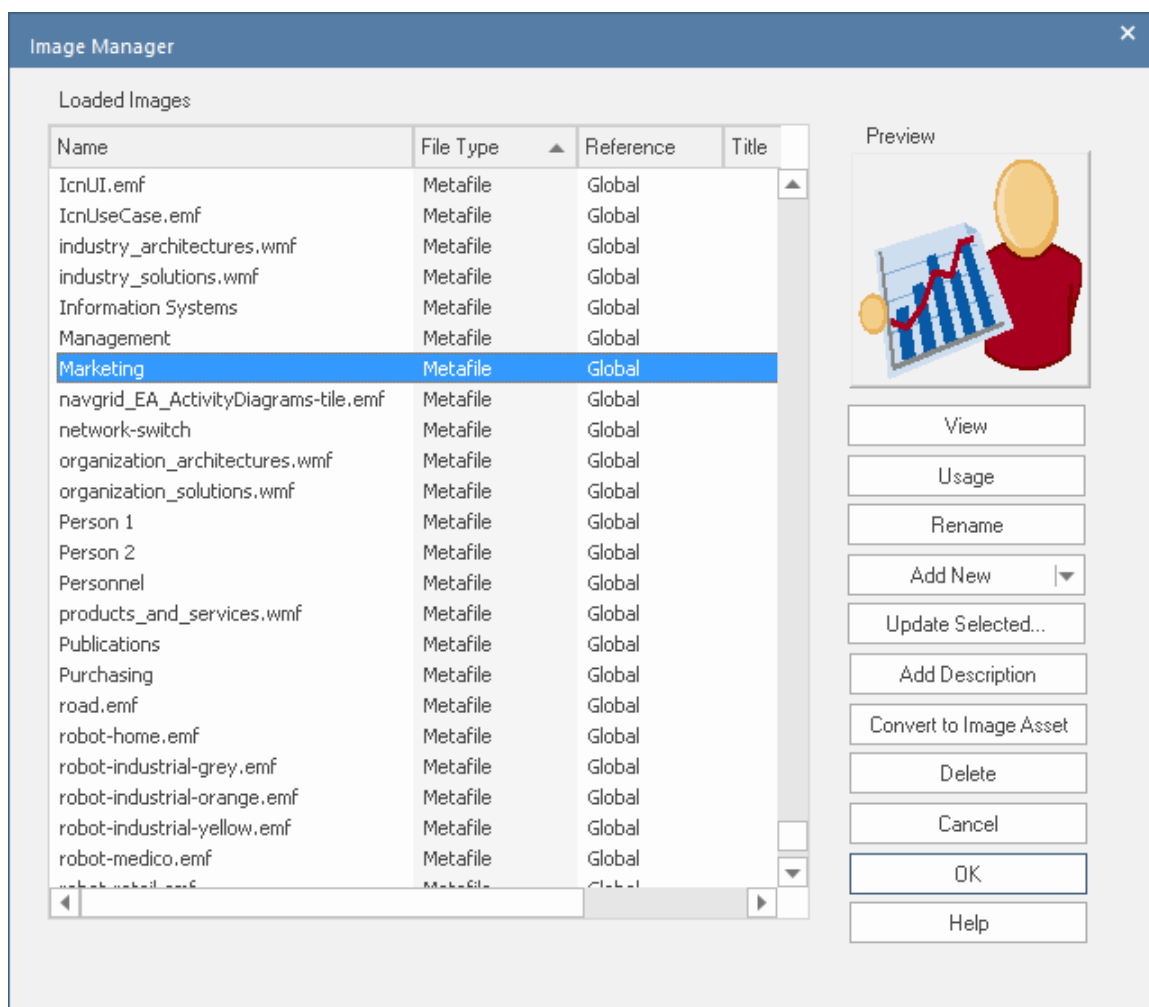 Image Manager
Loaded Images
Name File Type Reference Title
IcnUI.emf Metafile Global
IcnUseCase.emf Metafile Global
industry_architectures.wmf Metafile Global
industry_solutions.wmf Metafile Global
Information Systems Metafile Global
Management Metafile Global
Marketing Metafile Global
navgrid_EA_ActivityDiagrams-tile.emf Metafile Global
network-switch Metafile Global
organization_architectures.wmf Metafile Global
organization_solutions.wmf Metafile Global
Person 1 Metafile Global
Person 2 Metafile Global
Personnel Metafile Global
products_and_services.wmf Metafile Global
Publications Metafile Global
Purchasing Metafile Global
road.emf Metafile Global
robot-home.emf Metafile Global
robot-industrial-grey.emf Metafile Global
robot-industrial-orange.emf Metafile Global
robot-industrial-yellow.emf Metafile Global
robot-medico.emf Metafile Global
Preview
View
Usage
Rename
Add New
Update Selected...
Add Description
Convert to Image Asset
Delete
Cancel
OK
Help